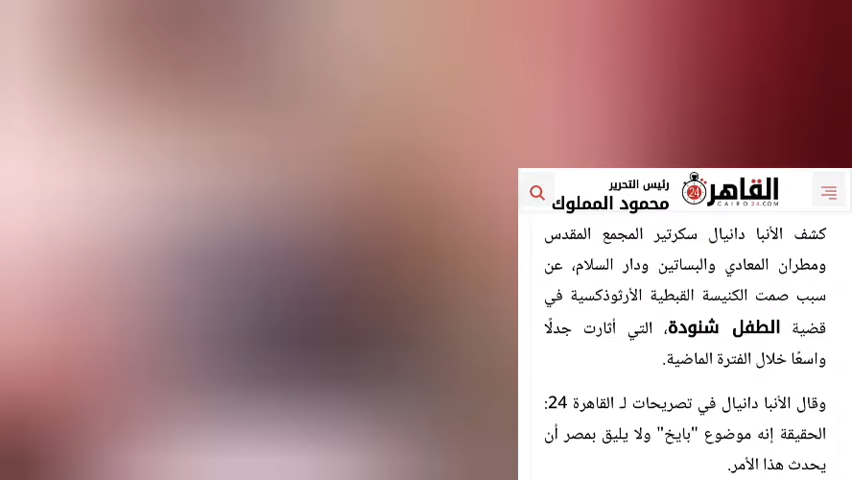 رئيس التحرير
محمود المملوك
القاهرة 24
CAIRO24.COM
كشف الأنبا دانيال سكرتير المجمع المقدس
ومطران المعادي والبساتين ودار السلام، عن
سبب صمت الكنيسة القبطية الأرثوذكسية في
قضية الطفل شنودة، التي أثارت جدلًا
واسعًا خلال الفترة الماضية.
وقال الأنبا دانيال في تصريحات لـ القاهرة 24:
الحقيقة إنه موضوع "بايخ" ولا يليق بمصر أن
يحدث هذا الأمر.